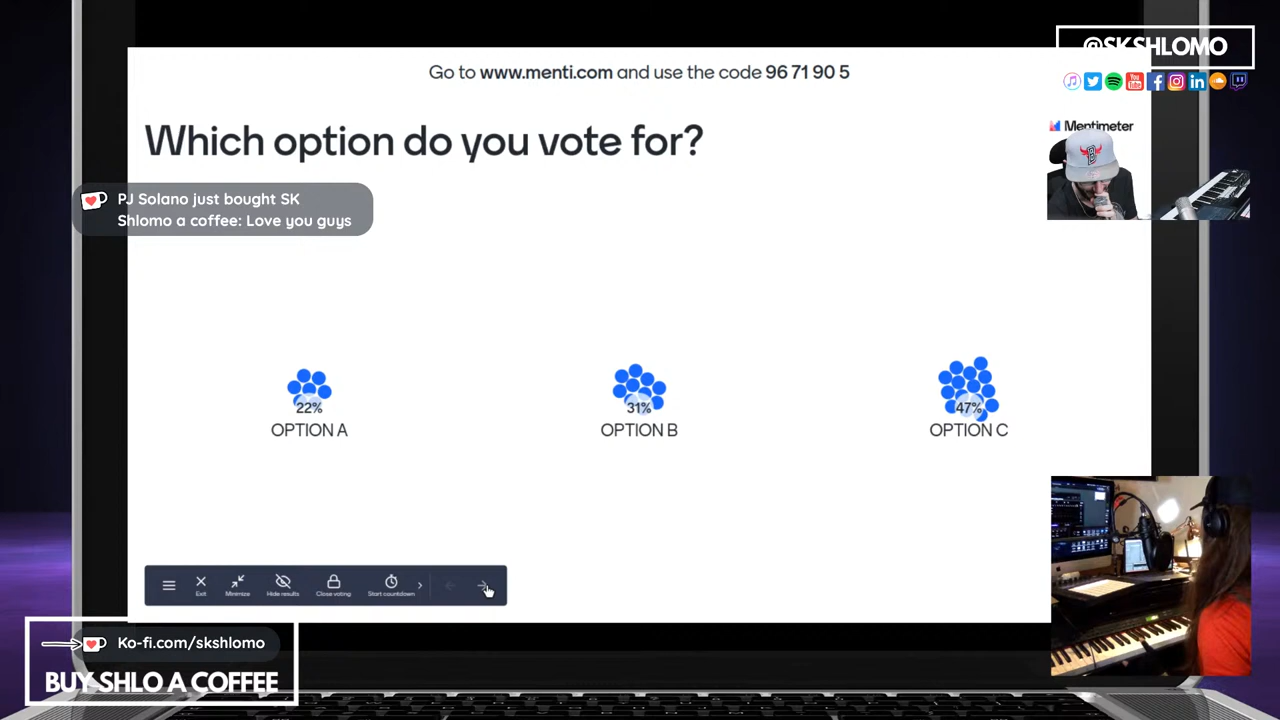 @SKSHLOMO
Go to www.menti.com and use the code 96 71 90 5
Mentimeter
Which option do you vote for?
PJ Solano just bought SK
Shlomo a coffee: Love you guys
22%
31%
47%
OPTION A
OPTION B
OPTION C
Exit
Minimize
Hide results
Close voting
Start countdown
Ko-fi.com/skshlomo
BUY SHLO A COFFEE